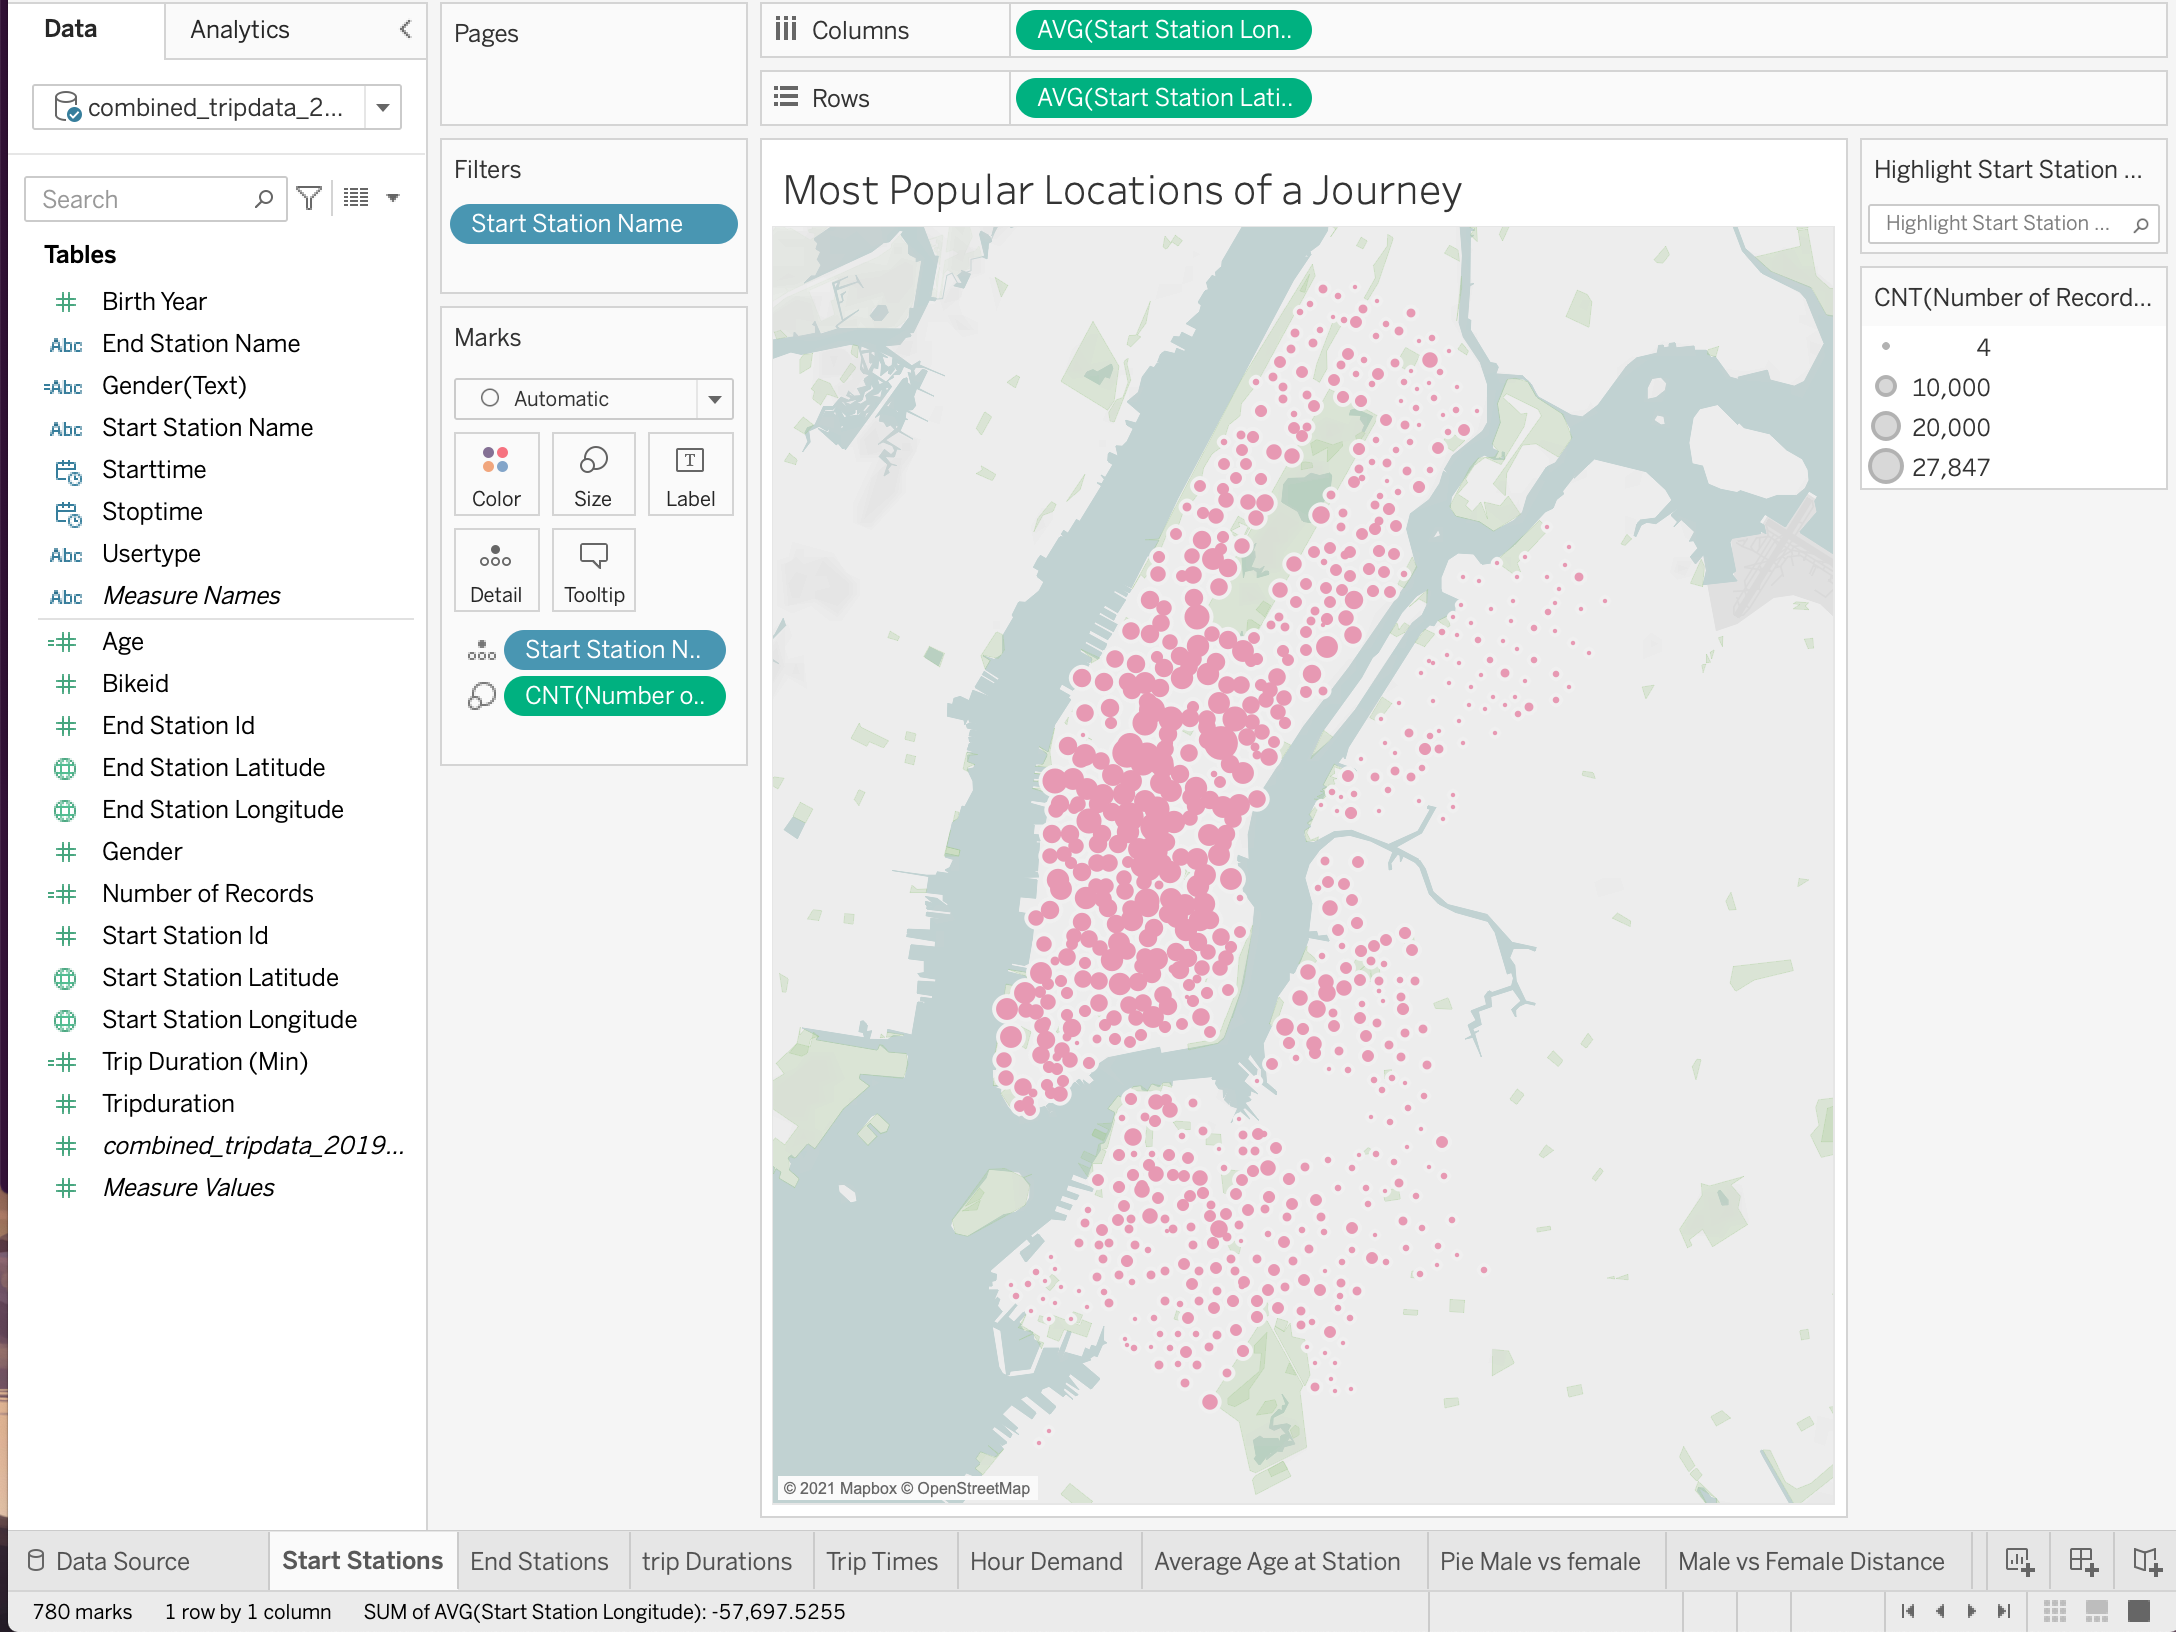 Data
Analytics
combined_tripdata_2...
Search
Tables
Birth Year
Abc End Station Name
=Abc Gender(Text)
Abc Start Station Name
Starttime
Stoptime
Abc Usertype
Abc Measure Names
Age
Bikeid
End Station Id
End Station Latitude
End Station Longitude
Gender
Number of Records
Start Station Id
Start Station Latitude
Start Station Longitude
Trip Duration (Min)
Tripduration
combined_tripdata_2019...
Measure Values
Pages
Filters
Start Station Name
Marks
Automatic
Color
Size
T
Label
Detail
Tooltip
Start Station N..
CNT(Number o..
Columns
AVG(Start Station Lon..
Rows
AVG(Start Station Lati..
Most Popular Locations of a Journey
© 2021 Mapbox © OpenStreetMap
Highlight Start Station ...
Highlight Start Station ...
CNT(Number of Record...
4
10,000
20,000
27,847
Data Source
Start Stations
End Stations
trip Durations
Trip Times
Hour Demand
Average Age at Station
Pie Male vs female
Male vs Female Distance
780 marks
1 row by 1 column
SUM of AVG(Start Station Longitude): -57,697.5255